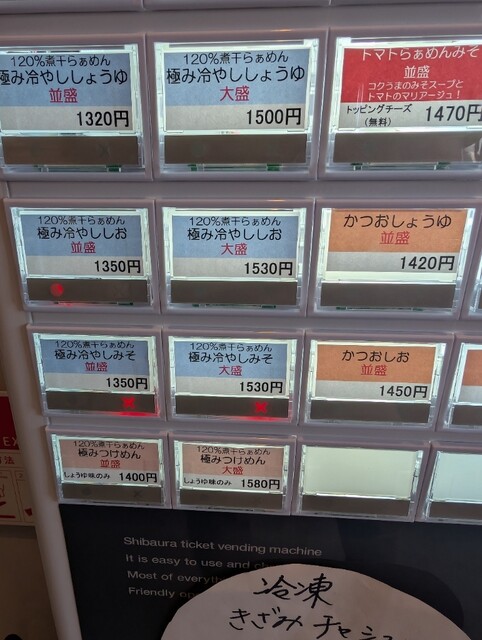 120%煮干らぁめん
極み冷やししょうゆ
並盛
1320円
120%煮干らぁめん
極み冷やししょうゆ
大盛
1500円
トマトらぁめんみそ
並盛
コクうまのみそスープと
トマトのマリアージュ！
トッピングチーズ
(無料)
1470円
120%煮干らぁめん
極み冷やししお
並盛
1350円
120%煮干らぁめん
極み冷やししお
大盛
1530円
かつおしょうゆ
並盛
1420円
120%煮干らぁめん
極み冷やしみそ
並盛
1350円
120%煮干らぁめん
極み冷やしみそ
大盛
1530円
かつおしお
並盛
1450円
120%煮干らぁめん
極みつけめん
並盛
しょうゆ味のみ 1400円
120%煮干らぁめん
極みつけめん
大盛
しょうゆ味のみ 1580円
Shibaura ticket vending machine
It is easy to use and
Most of
Friendly
冷凍
きざみチャシュ